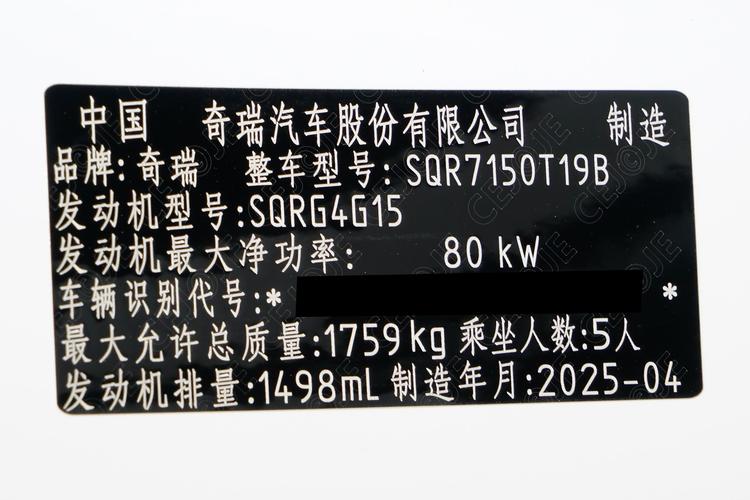 中国 奇瑞汽车股份有限公司 制造
品牌:奇瑞 整车型号:SQR7150T19B
发动机型号:SQRG4G15
发动机最大净功率: 80 kW
车辆识别代号:* *
最大允许总质量:1759kg 乘坐人数:5人
发动机排量:1498mL 制造年月:2025-04